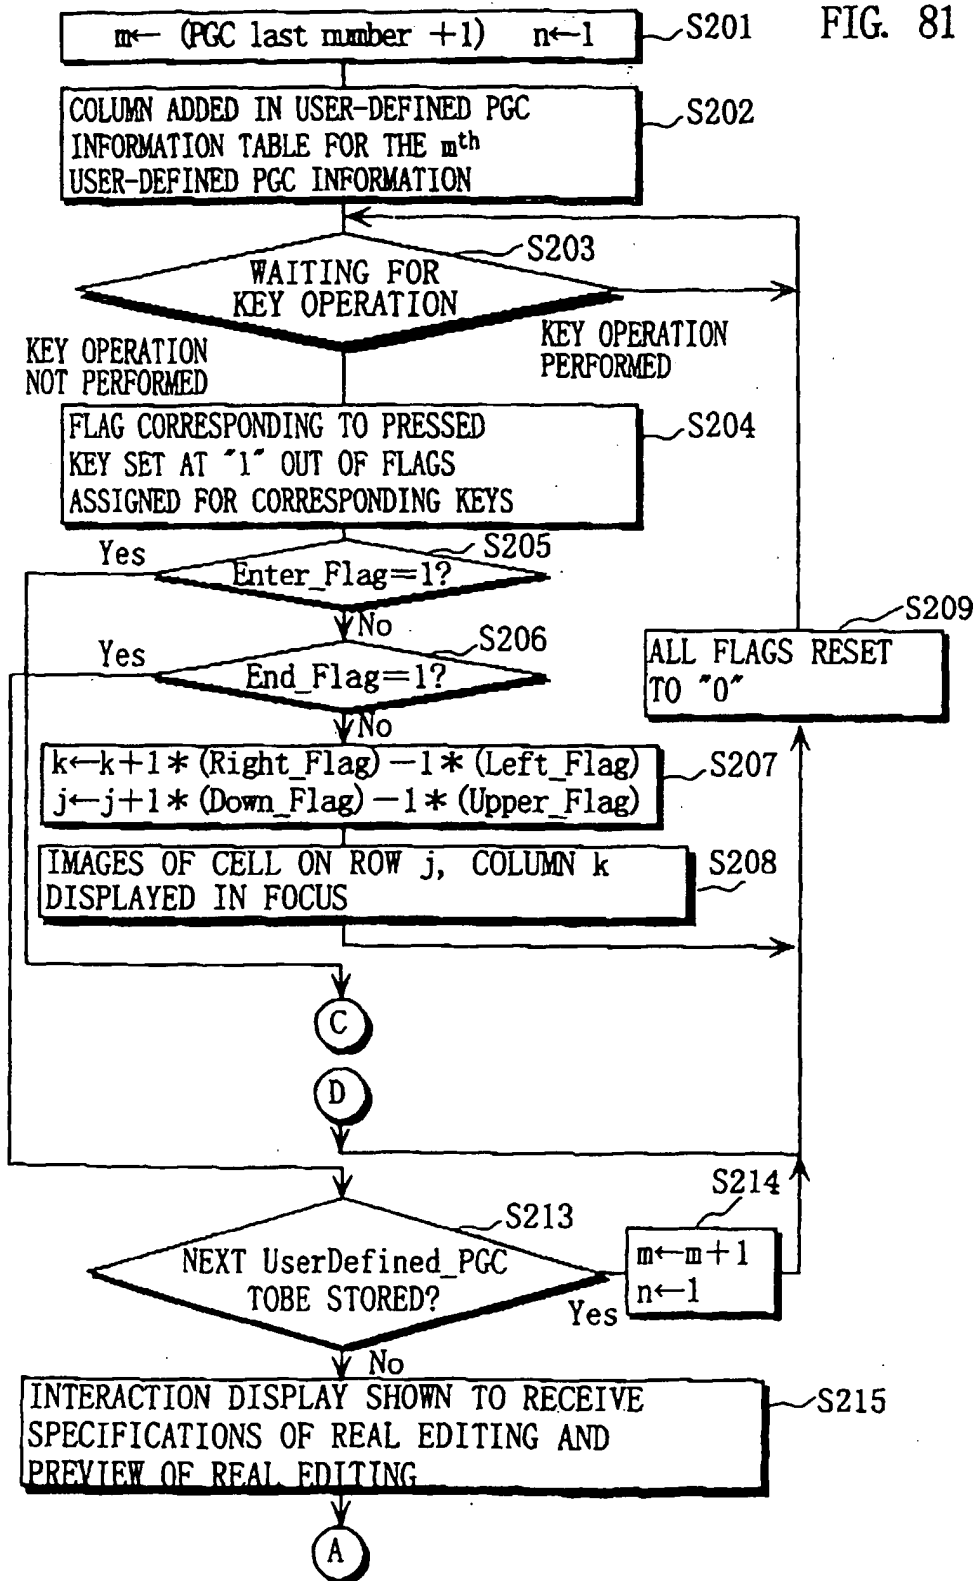 FIG. 81
m← (PGC last number +1)  n←1
S201
COLUMN ADDED IN USER-DEFINED PGC
INFORMATION TABLE FOR THE mth
USER-DEFINED PGC INFORMATION
S202
S203
WAITING FOR
KEY OPERATION
KEY OPERATION
NOT PERFORMED
KEY OPERATION
PERFORMED
FLAG CORRESPONDING TO PRESSED
KEY SET AT "1" OUT OF FLAGS
ASSIGNED FOR CORRESPONDING KEYS
S204
Yes
S205
Enter_Flag=1?
No
Yes
S206
End_Flag=1?
No
S209
ALL FLAGS RESET
TO "0"
k←k+1*(Right_Flag)-1*(Left_Flag)
j←j+1*(Down_Flag)-1*(Upper_Flag)
S207
IMAGES OF CELL ON ROW j, COLUMN k
DISPLAYED IN FOCUS
S208
C
D
S213
NEXT UserDefined_PGC
TOBE STORED?
Yes
S214
m←m+1
n←1
No
INTERACTION DISPLAY SHOWN TO RECEIVE
SPECIFICATIONS OF REAL EDITING AND
PREVIEW OF REAL EDITING
S215
A